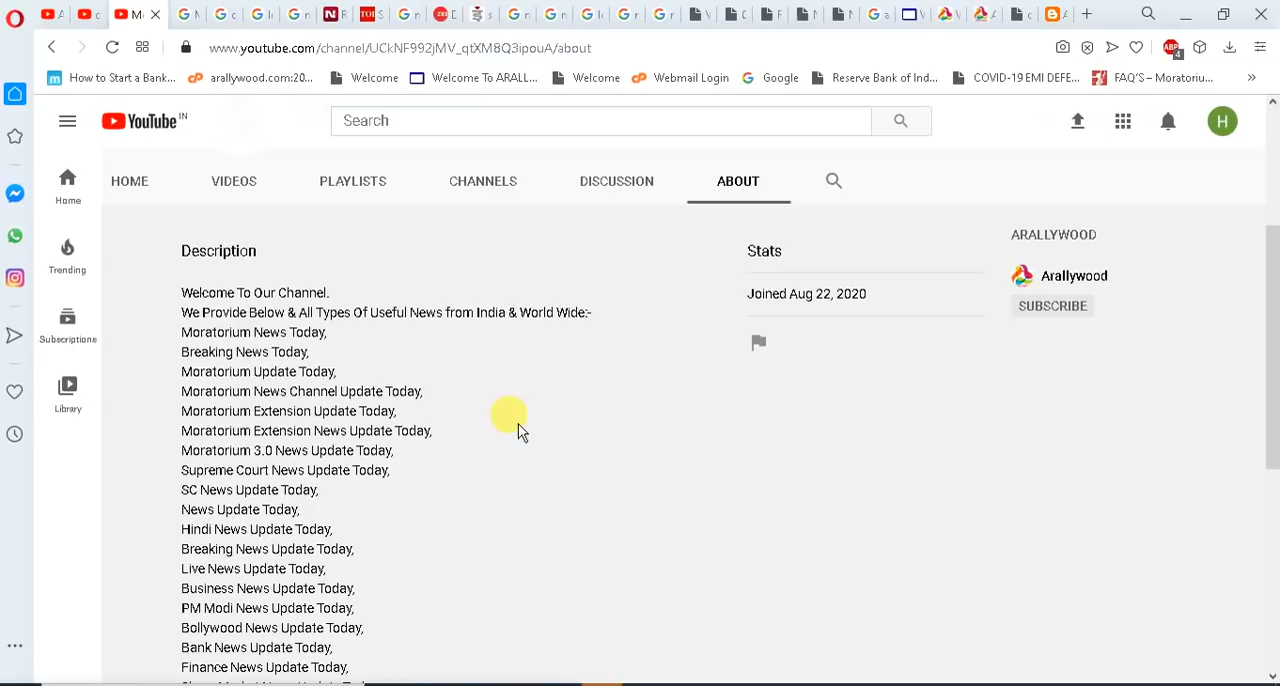 TOI
www.youtube.com/channel/UCkNF992jMV_qtXM8Q3ipouA/about
ABP
4
How to Start a Bank...
arallywood.com:20...
Welcome
Welcome To ARALL...
Welcome
Webmail Login
Google
Reserve Bank of Ind...
COVID-19 EMI DEFE...
FAQ'S – Moratoriu...
YouTube IN
Search
H
HOME
VIDEOS
PLAYLISTS
CHANNELS
DISCUSSION
ABOUT
Home
Trending
Subscriptions
Library
Description
Welcome To Our Channel.
We Provide Below & All Types Of Useful News from India & World Wide:-
Moratorium News Today,
Breaking News Today,
Moratorium Update Today,
Moratorium News Channel Update Today,
Moratorium Extension Update Today,
Moratorium Extension News Update Today,
Moratorium 3.0 News Update Today,
Supreme Court News Update Today,
SC News Update Today,
News Update Today,
Hindi News Update Today,
Breaking News Update Today,
Live News Update Today,
Business News Update Today,
PM Modi News Update Today,
Bollywood News Update Today,
Bank News Update Today,
Finance News Update Today,
Stats
Joined Aug 22, 2020
ARALLYWOOD
Arallywood
SUBSCRIBE